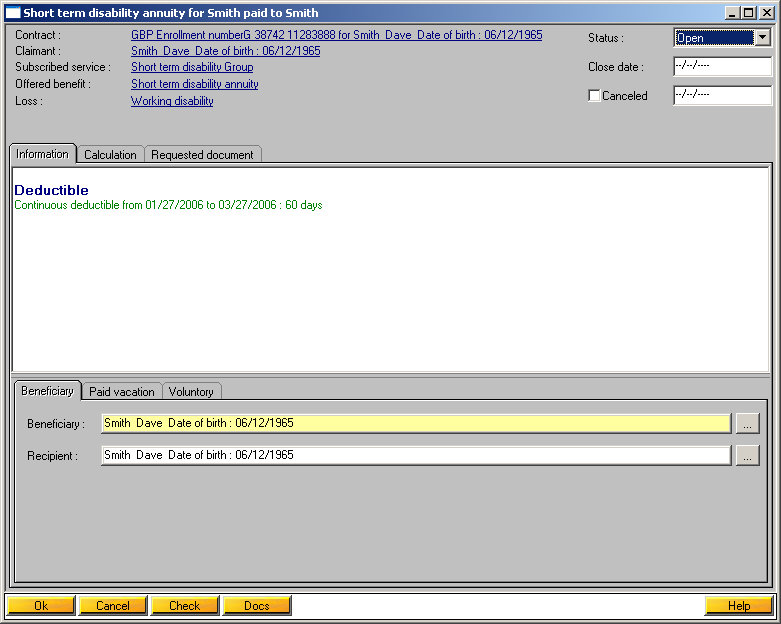 Short term disability annuity for Smith paid to Smith
Contract : GBP Enrollment numberG 38742 11283888 for Smith Dave Date of birth : 06/12/1965
Status : Open
Claimant : Smith Dave Date of birth : 06/12/1965
Subscribed service : Short term disability Group
Close date : --/--/----
Offered benefit : Short term disability annuity
Loss : Working disability
Canceled --/--/----
Information Calculation Requested document
Deductible
Continuous deductible from 01/27/2006 to 03/27/2006 : 60 days
Beneficiary Paid vacation Voluntory
Beneficiary : Smith Dave Date of birth : 06/12/1965 ...
Recipient : Smith Dave Date of birth : 06/12/1965 ...
Ok Cancel Check Docs Help